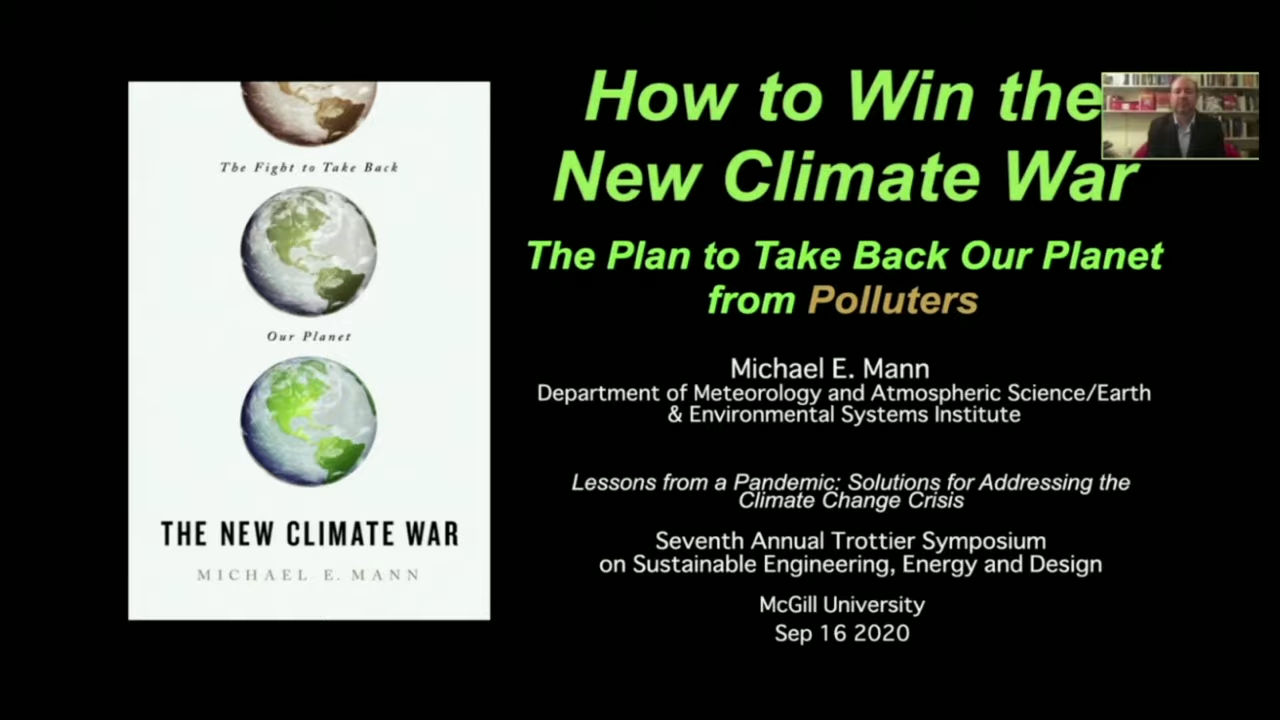 The Fight to Take Back
Our Planet
THE NEW CLIMATE WAR
MICHAEL E. MANN
How to Win the
New Climate War
The Plan to Take Back Our Planet
from Polluters
Michael E. Mann
Department of Meteorology and Atmospheric Science/Earth
& Environmental Systems Institute
Lessons from a Pandemic: Solutions for Addressing the
Climate Change Crisis
Seventh Annual Trottier Symposium
on Sustainable Engineering, Energy and Design
McGill University
Sep 16 2020